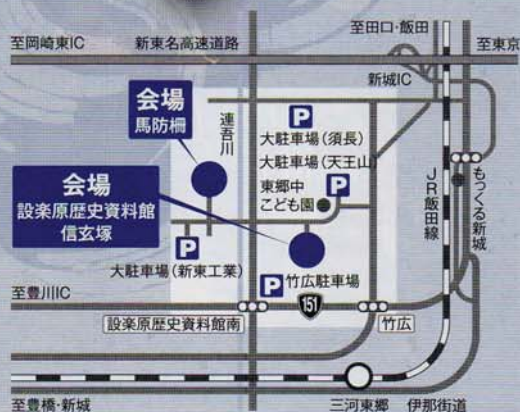 至田口・飯田
至岡崎東IC
新東名高速道路
至東京
新城IC
会場
馬防柵
連吾川
P
大駐車場(須長)
大駐車場(天王山)
東郷中
こども園
P
JR飯田線
もっくる新城
会場
設楽原歴史資料館
信玄塚
P
大駐車場(新東工業)
P
竹広駐車場
至豊川IC
151
設楽原歴史資料館南
竹広
至豊橋・新城
三河東郷
伊那街道